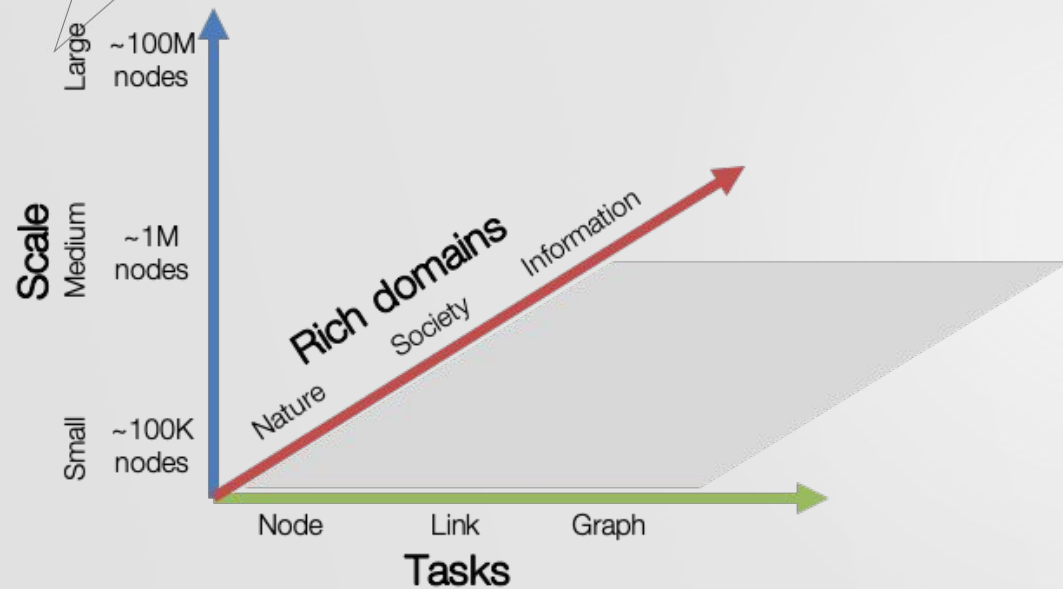 Large
~100M
nodes
Scale
Medium
~1M
nodes
Small
~100K
nodes
Rich domains
Nature
Society
Information
Node
Link
Graph
Tasks